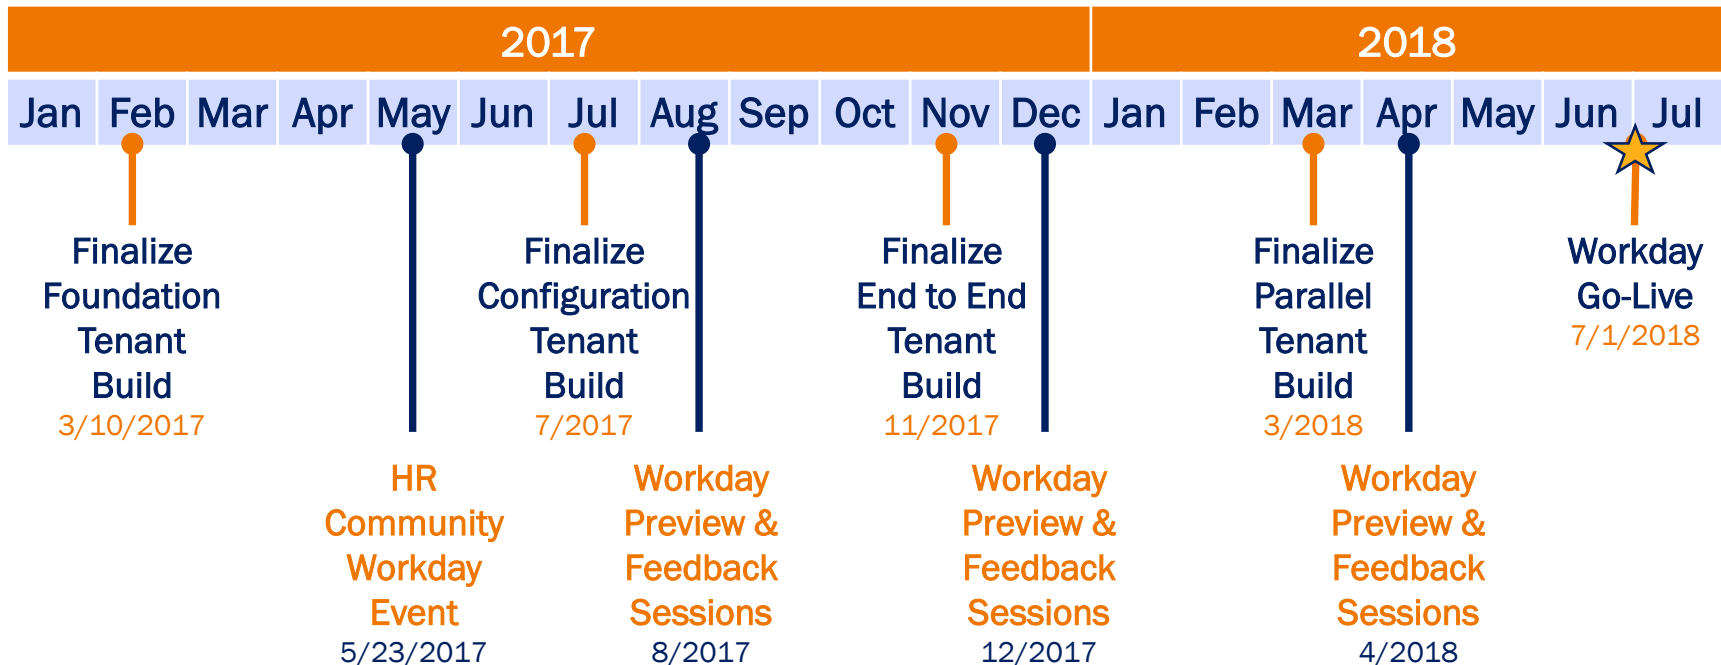 2017
2018
Jan Feb Mar Apr May Jun Jul Aug Sep Oct Nov Dec Jan Feb Mar Apr May Jun Jul
Finalize
Foundation
Tenant
Build
3/10/2017
Finalize
Configuration
Tenant
Build
7/2017
Finalize
End to End
Tenant
Build
11/2017
Finalize
Parallel
Tenant
Build
3/2018
Workday
Go-Live
7/1/2018
HR
Community
Workday
Event
5/23/2017
Workday
Preview &
Feedback
Sessions
8/2017
Workday
Preview &
Feedback
Sessions
12/2017
Workday
Preview &
Feedback
Sessions
4/2018